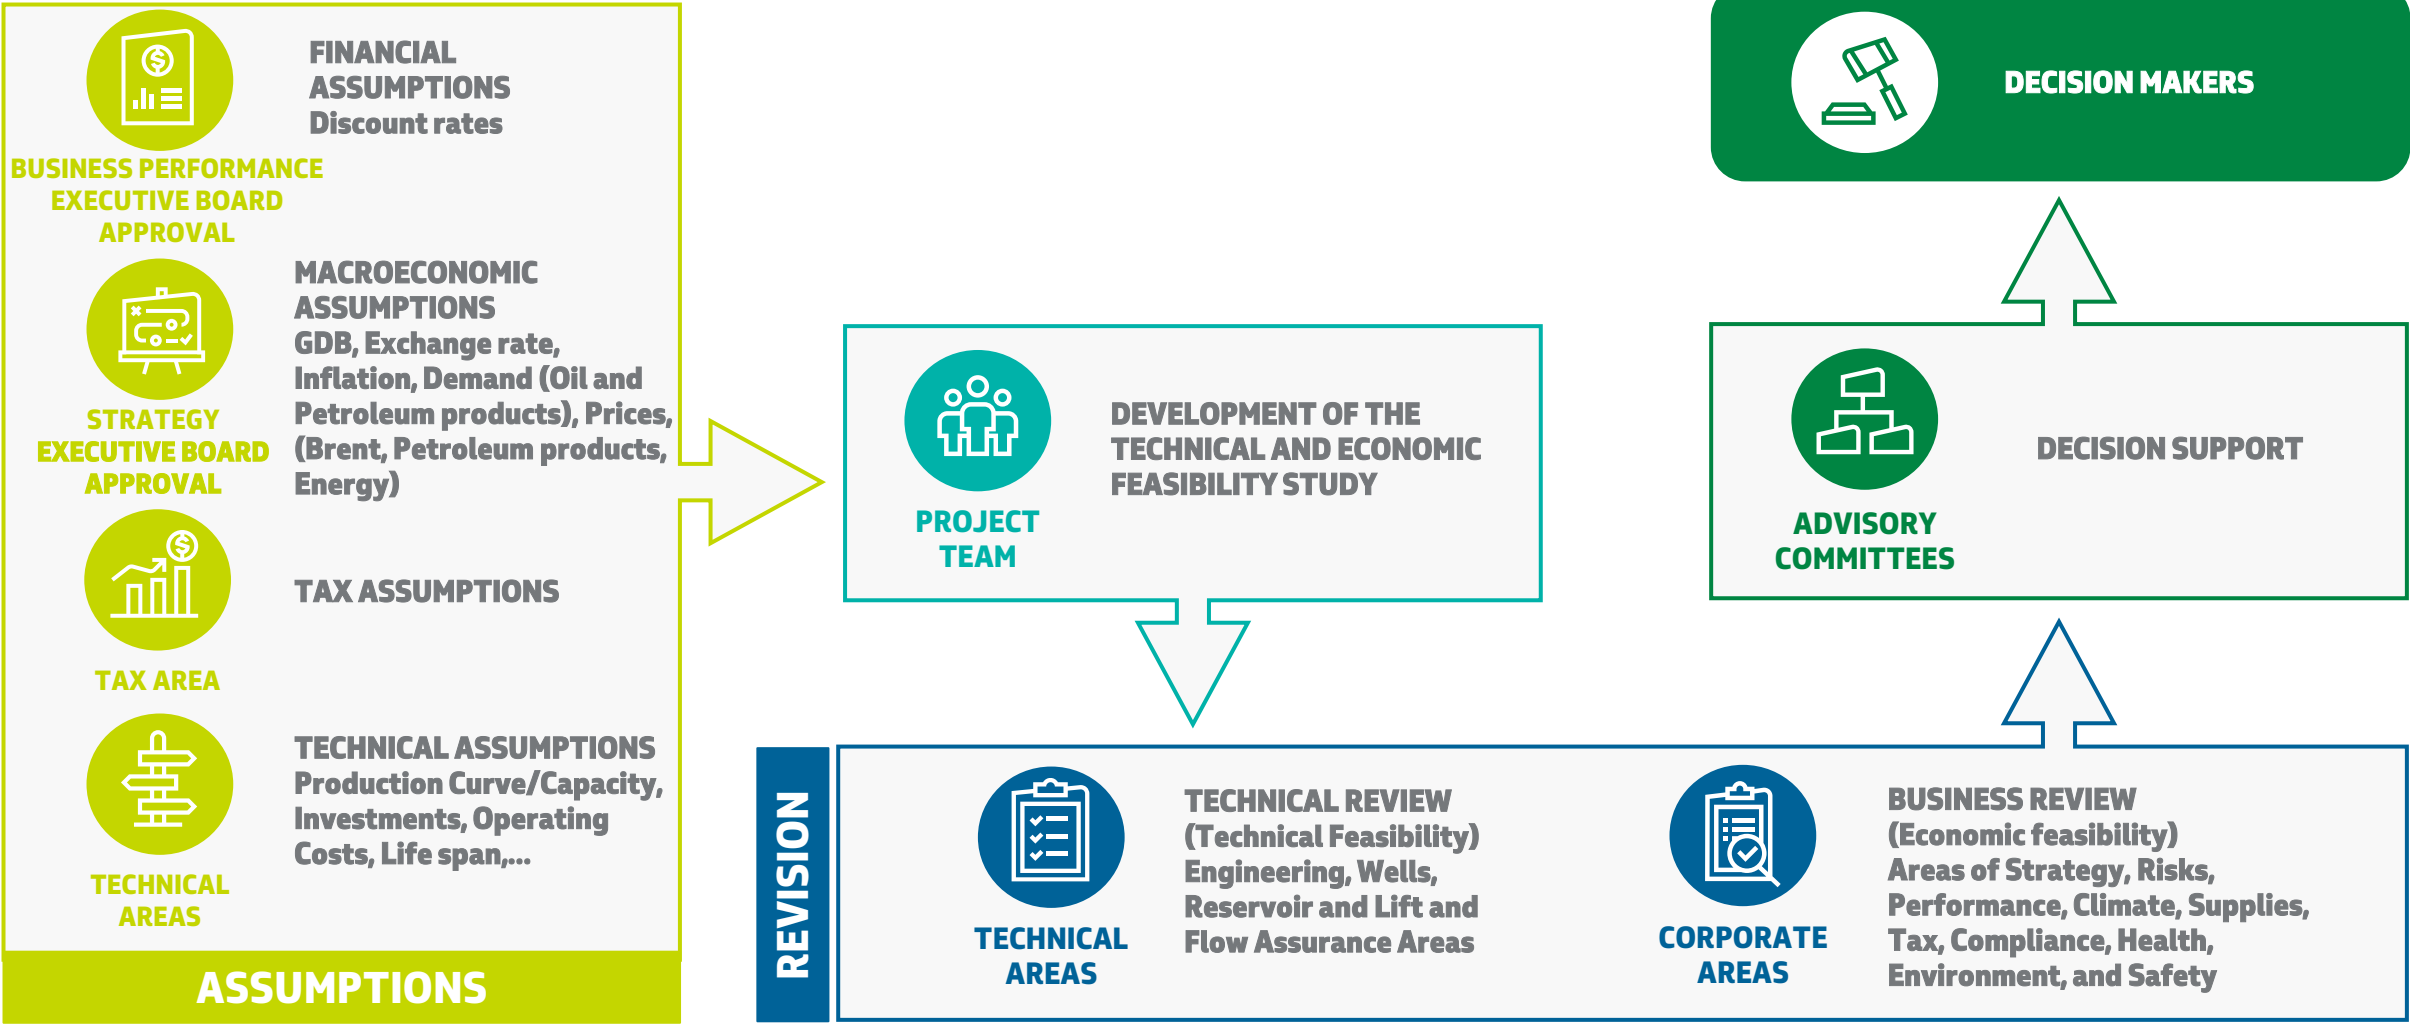 FINANCIAL
ASSUMPTIONS
Discount rates
BUSINESS PERFORMANCE
EXECUTIVE BOARD
APPROVAL
MACROECONOMIC
ASSUMPTIONS
GDB, Exchange rate,
Inflation, Demand (Oil and
Petroleum products), Prices,
(Brent, Petroleum products,
Energy)
STRATEGY
EXECUTIVE BOARD
APPROVAL
TAX ASSUMPTIONS
TAX AREA
TECHNICAL ASSUMPTIONS
Production Curve/Capacity,
Investments, Operating
Costs, Life span,...
TECHNICAL
AREAS
ASSUMPTIONS
DEVELOPMENT OF THE
TECHNICAL AND ECONOMIC
FEASIBILITY STUDY
PROJECT
TEAM
REVISION
TECHNICAL REVIEW
(Technical Feasibility)
Engineering, Wells,
Reservoir and Lift and
Flow Assurance Areas
TECHNICAL
AREAS
BUSINESS REVIEW
(Economic feasibility)
Areas of Strategy, Risks,
Performance, Climate, Supplies,
Tax, Compliance, Health,
Environment, and Safety
CORPORATE
AREAS
DECISION SUPPORT
ADVISORY
COMMITTEES
DECISION MAKERS